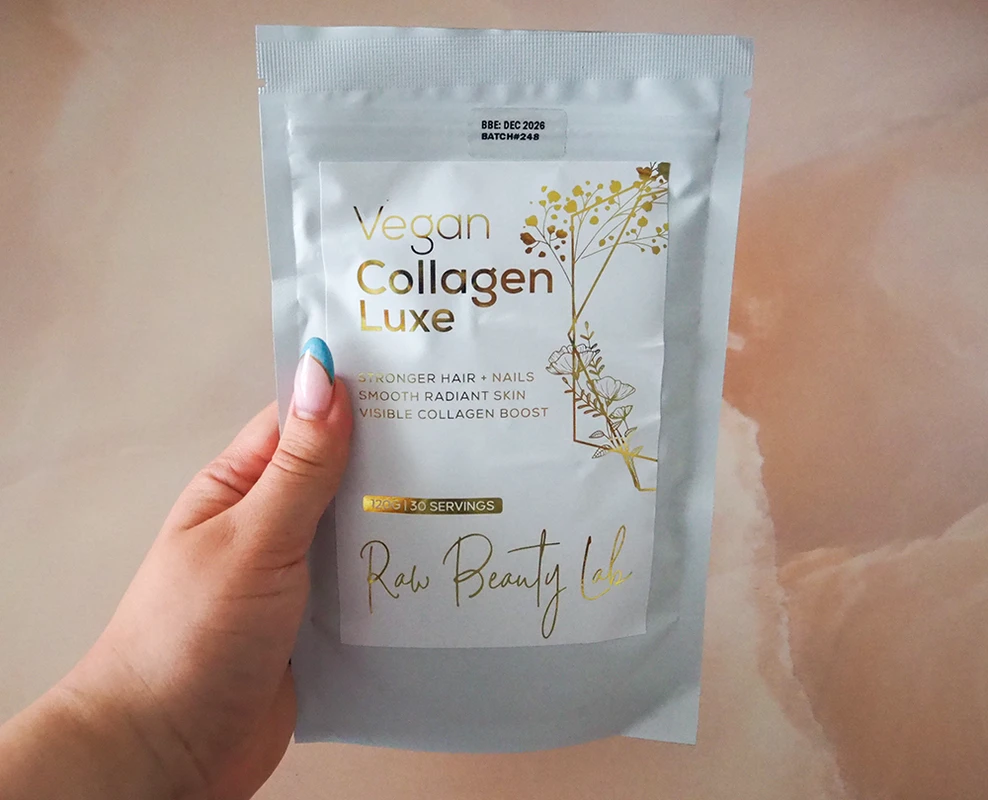 BBE: DEC 2026
BATCH#248
Vegan
Collagen
Luxe
STRONGER HAIR + NAILS
SMOOTH RADIANT SKIN
VISIBLE COLLAGEN BOOST
120G | 30 SERVINGS
Raw Beauty Lab